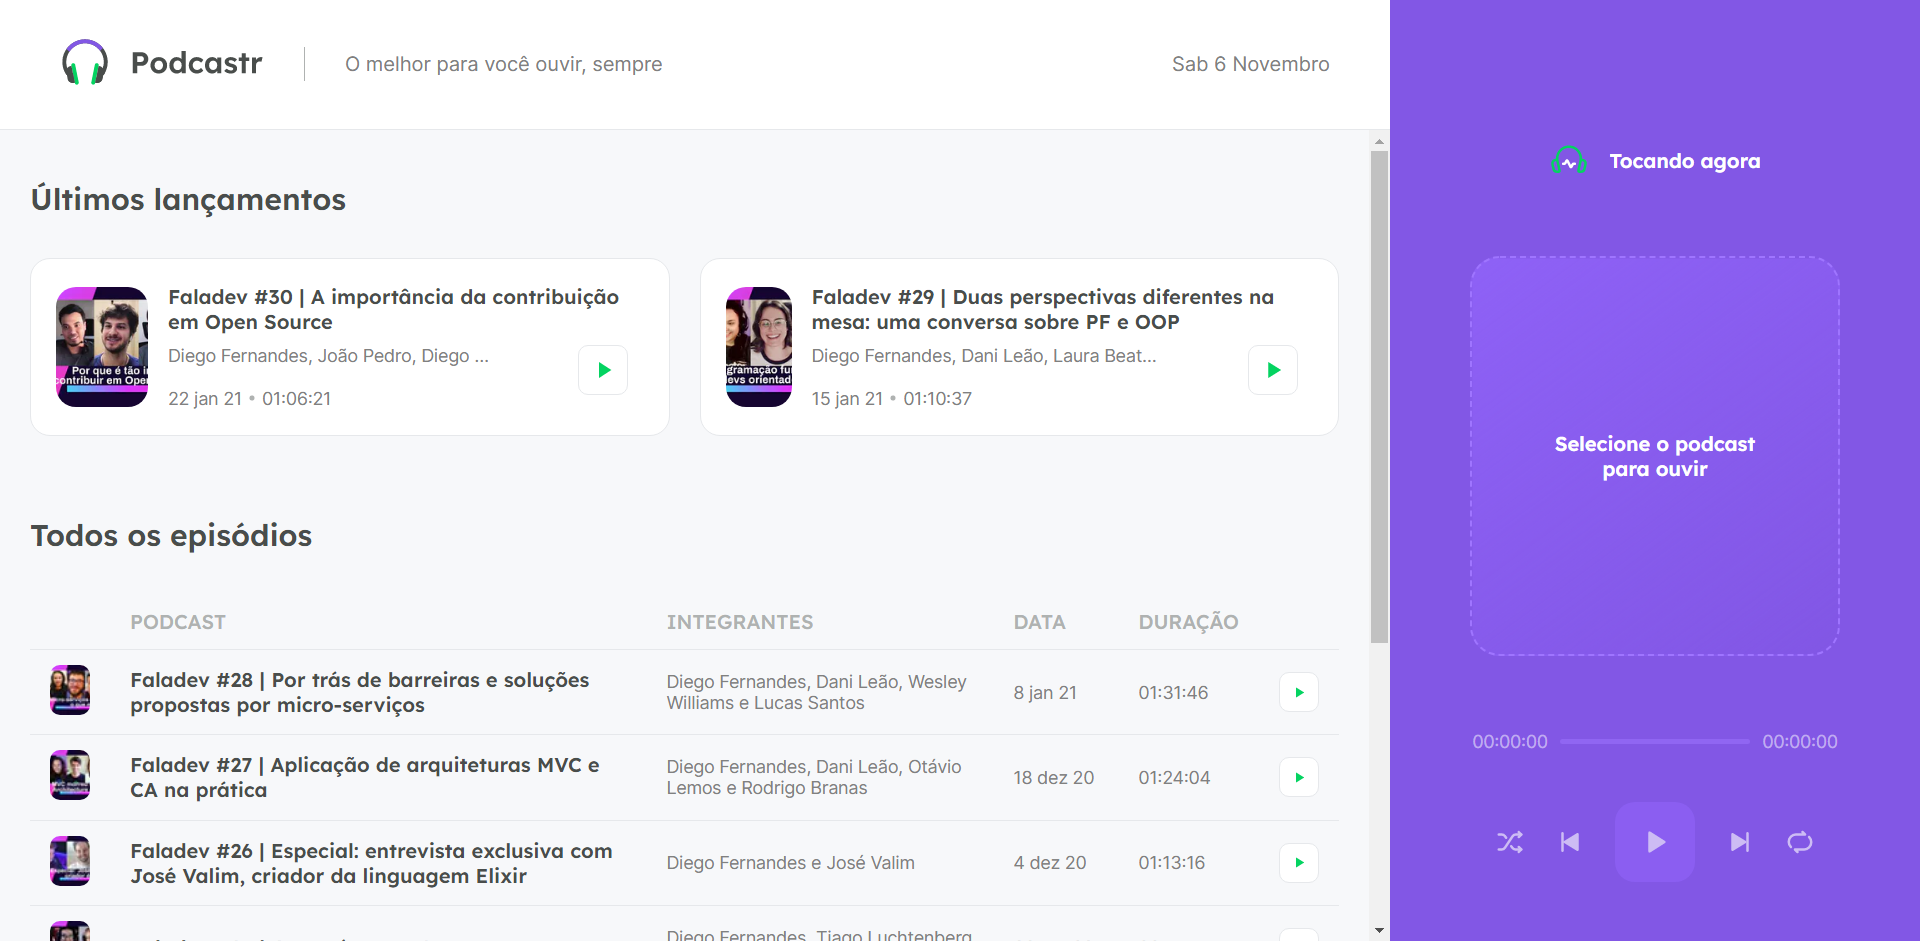 Podcastr
O melhor para você ouvir, sempre
Sab 6 Novembro
Últimos lançamentos
Faladev #30 | A importância da contribuição
em Open Source
Diego Fernandes, João Pedro, Diego ...
22 jan 21 • 01:06:21
Por que é tão i
contribuir em Oper
Faladev #29 | Duas perspectivas diferentes na
mesa: uma conversa sobre PF e OOP
Diego Fernandes, Dani Leão, Laura Beat...
15 jan 21 • 01:10:37
gramação fu
evs orientad
Todos os episódios
PODCAST INTEGRANTES DATA DURAÇÃO
Faladev #28 | Por trás de barreiras e soluções
propostas por micro-serviços
Diego Fernandes, Dani Leão, Wesley
Williams e Lucas Santos
8 jan 21
01:31:46
Faladev #27 | Aplicação de arquiteturas MVC e
CA na prática
Diego Fernandes, Dani Leão, Otávio
Lemos e Rodrigo Branas
18 dez 20
01:24:04
Faladev #26 | Especial: entrevista exclusiva com
José Valim, criador da linguagem Elixir
Diego Fernandes e José Valim
4 dez 20
01:13:16
Diego Fernandes, Tiago Luchtenberg
Tocando agora
Selecione o podcast
para ouvir
00:00:00
00:00:00